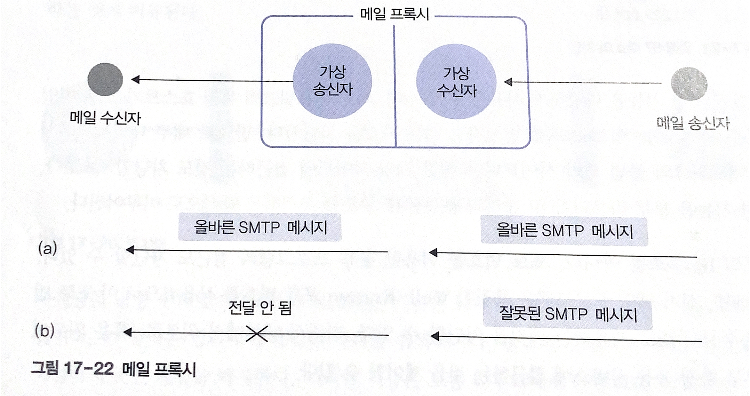 메일 프록시
가상
송신자
가상
수신자
메일 수신자
메일 송신자
올바른 SMTP 메시지
올바른 SMTP 메시지
(a)
전달 안 됨
잘못된 SMTP 메시지
(b)
그림 17-22 메일 프록시